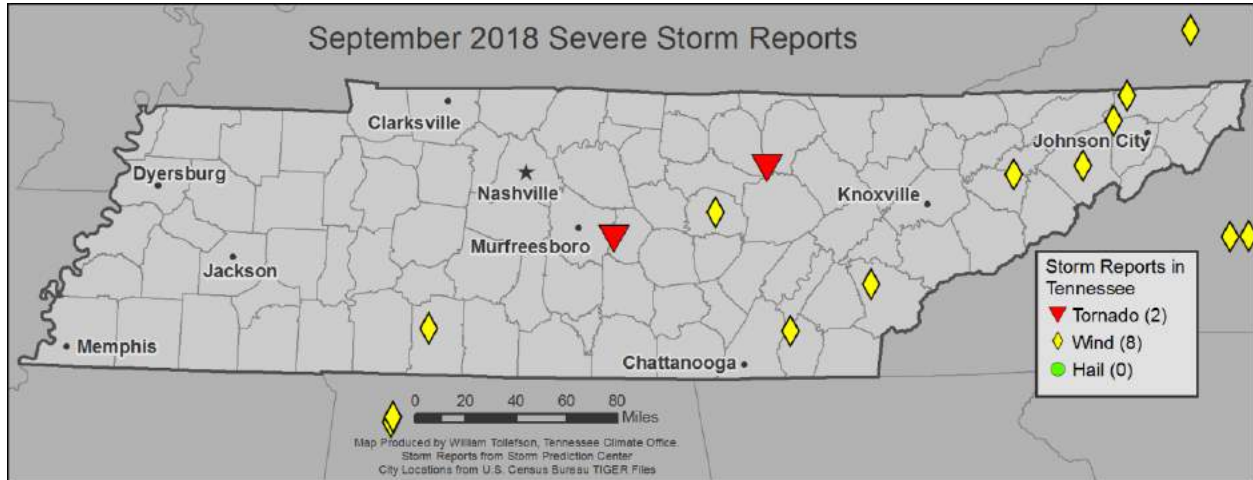 September 2018 Severe Storm Reports
Clarksville
Johnson City
Dyersburg
Nashville
Knoxville
Murfreesboro
Jackson
Storm Reports in
Tennessee
Tornado (2)
Wind (8)
Hail (0)
Memphis
Chattanooga
0 20 40 60 80
Miles
Map Produced by William Tollefson, Tennessee Climate Office.
Storm Reports from Storm Prediction Center
City Locations from U.S. Census Bureau TIGER Files